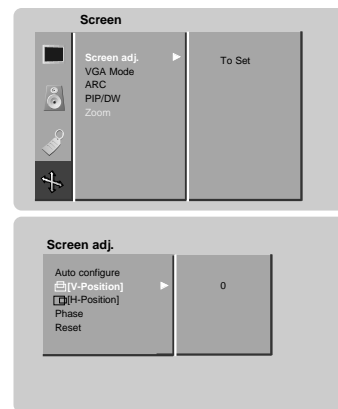 Screen
Screen adj. To Set
VGA Mode
ARC
PIP/DW
Zoom
Screen adj.
Auto configure
[V-Position] 0
[H-Position]
Phase
Reset